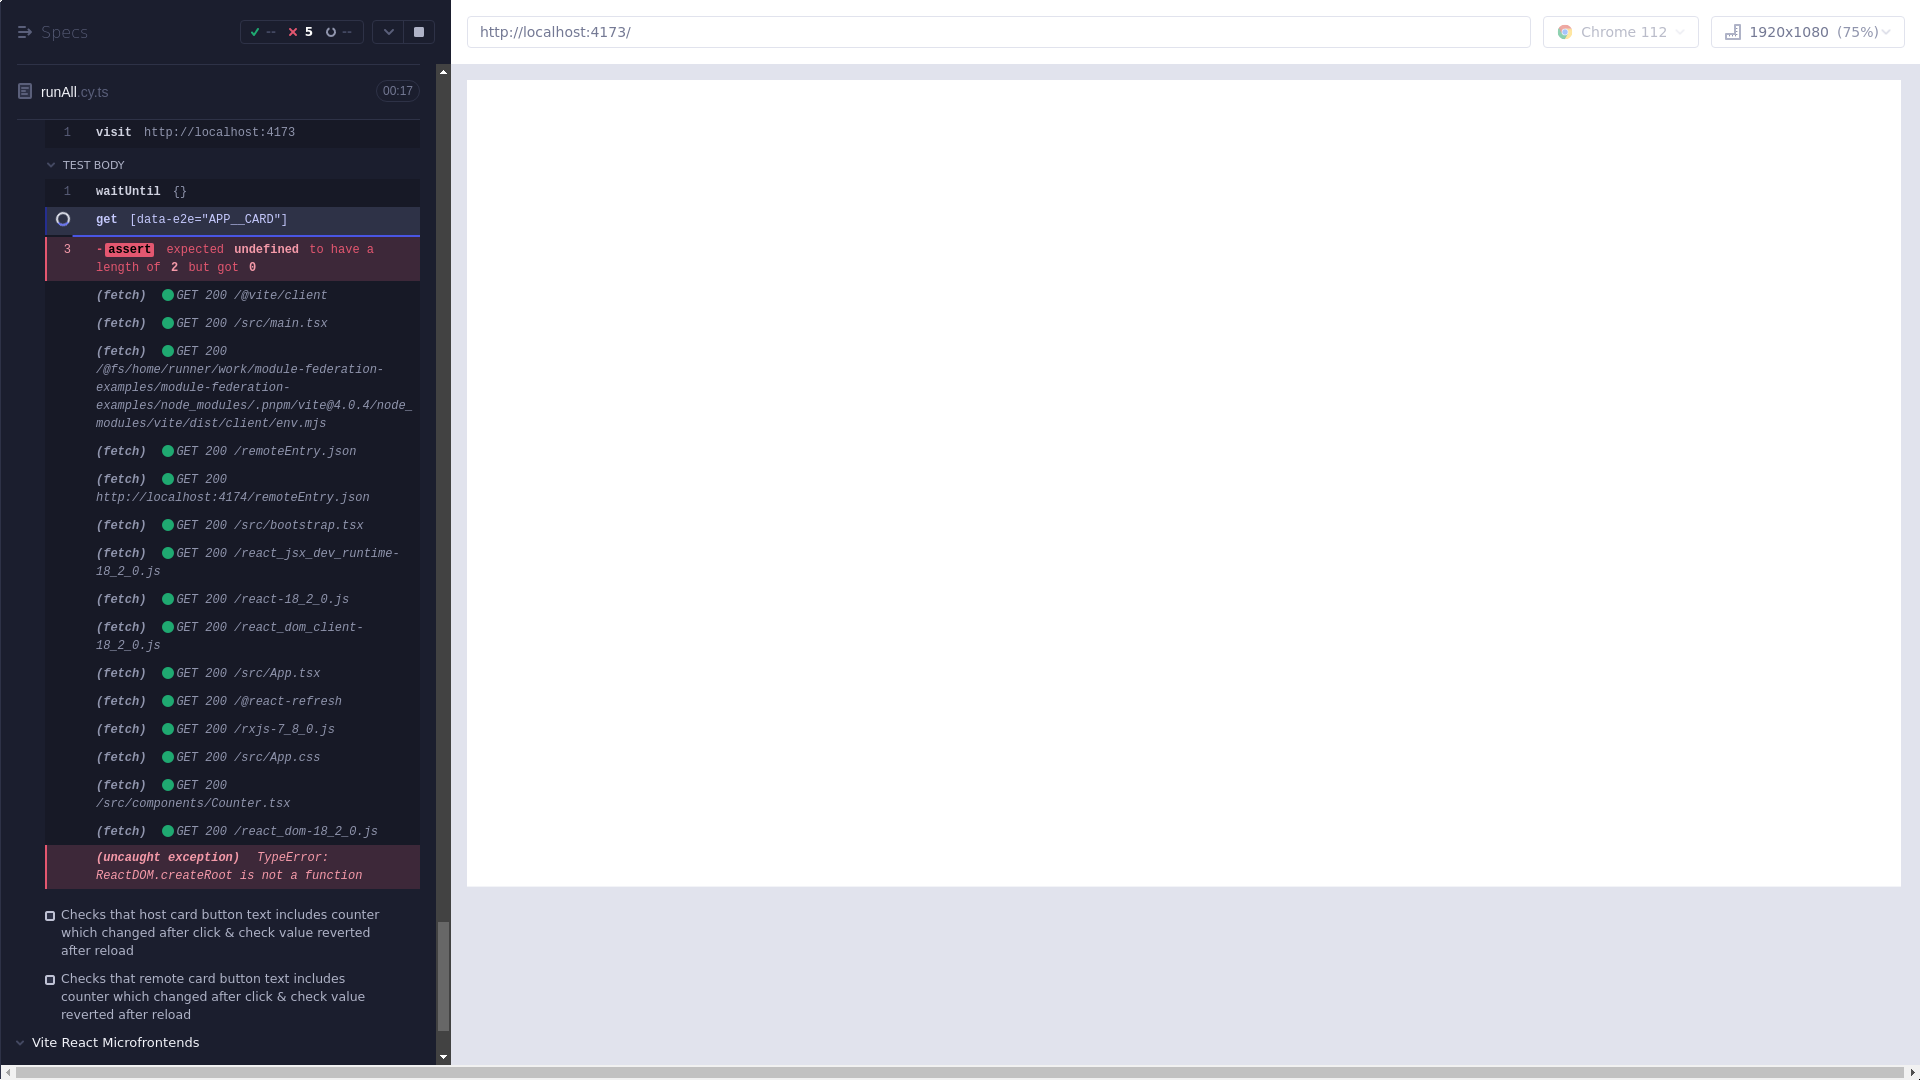 Specs
-- 5 --
http://localhost:4173/
Chrome 112
1920x1080 (75%)
runAll.cy.ts
00:17
1 visit http://localhost:4173
TEST BODY
1 waitUntil {}
get [data-e2e="APP__CARD"]
3 -assert expected undefined to have a
length of 2 but got 0
(fetch) GET 200 /@vite/client
(fetch) GET 200 /src/main.tsx
(fetch) GET 200
/@fs/home/runner/work/module-federation-
examples/module-federation-
examples/node_modules/.pnpm/vite@4.0.4/node_
modules/vite/dist/client/env.mjs
(fetch) GET 200 /remoteEntry.json
(fetch) GET 200
http://localhost:4174/remoteEntry.json
(fetch) GET 200 /src/bootstrap.tsx
(fetch) GET 200 /react_jsx_dev_runtime-
18_2_0.js
(fetch) GET 200 /react-18_2_0.js
(fetch) GET 200 /react_dom_client-
18_2_0.js
(fetch) GET 200 /src/App.tsx
(fetch) GET 200 /@react-refresh
(fetch) GET 200 /rxjs-7_8_0.js
(fetch) GET 200 /src/App.css
(fetch) GET 200
/src/components/Counter.tsx
(fetch) GET 200 /react_dom-18_2_0.js
(uncaught exception) TypeError:
ReactDOM.createRoot is not a function
Checks that host card button text includes counter
which changed after click & check value reverted
after reload
Checks that remote card button text includes
counter which changed after click & check value
reverted after reload
Vite React Microfrontends